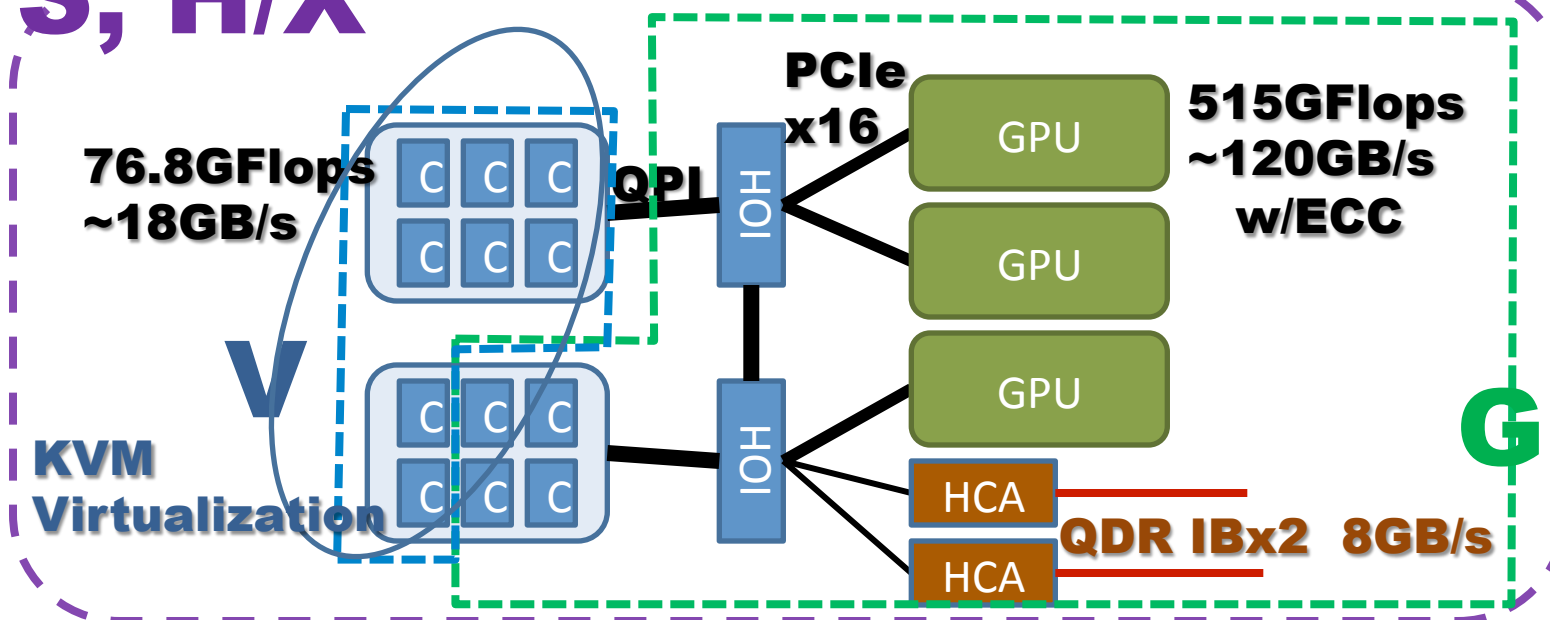 S, H/X
PCIe
x16
GPU
515GFlops
~120GB/s
w/ECC
76.8GFlops
~18GB/s
C C C
C C C
QPI
IOH
GPU
V
GPU
C C C
C C C
IOH
G
KVM
Virtualization
HCA
QDR IBx2 8GB/s
HCA